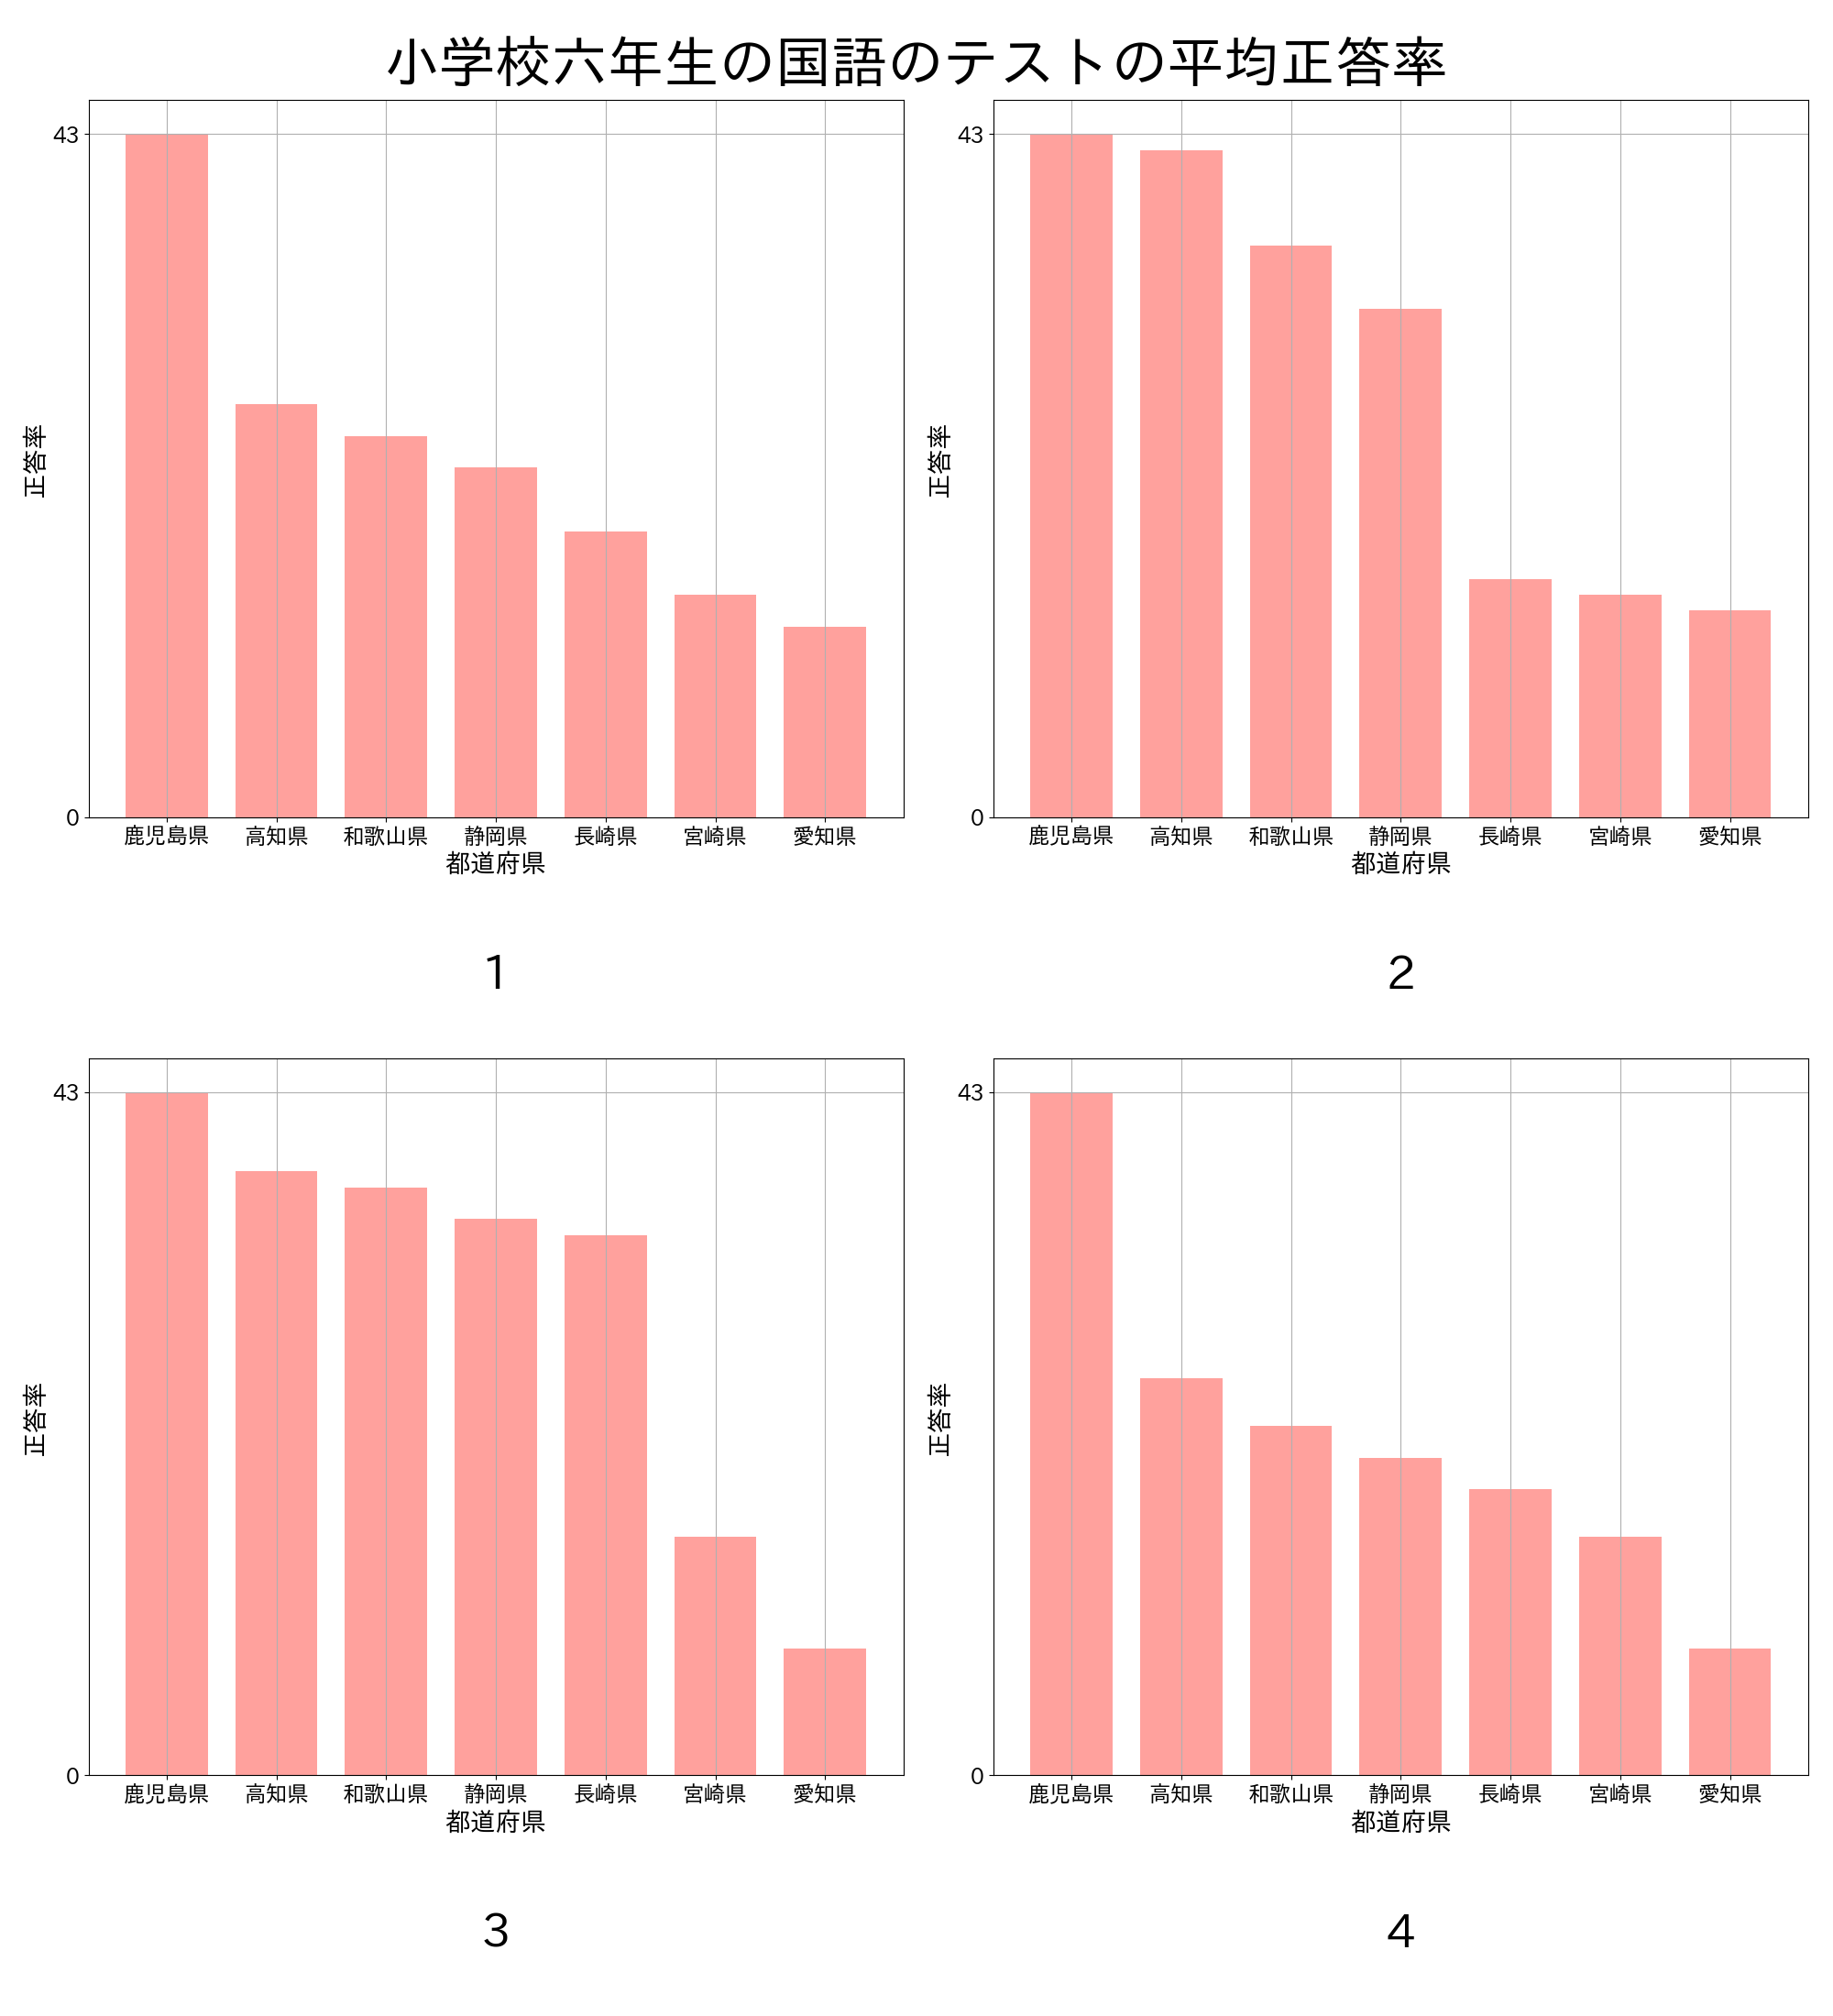 小学校六年生の国語のテストの平均正答率
43
0
正答率
鹿児島県 高知県 和歌山県 静岡県 長崎県 宮崎県 愛知県
都道府県
1
43
0
正答率
鹿児島県 高知県 和歌山県 静岡県 長崎県 宮崎県 愛知県
都道府県
2
43
0
正答率
鹿児島県 高知県 和歌山県 静岡県 長崎県 宮崎県 愛知県
都道府県
3
43
0
正答率
鹿児島県 高知県 和歌山県 静岡県 長崎県 宮崎県 愛知県
都道府県
4